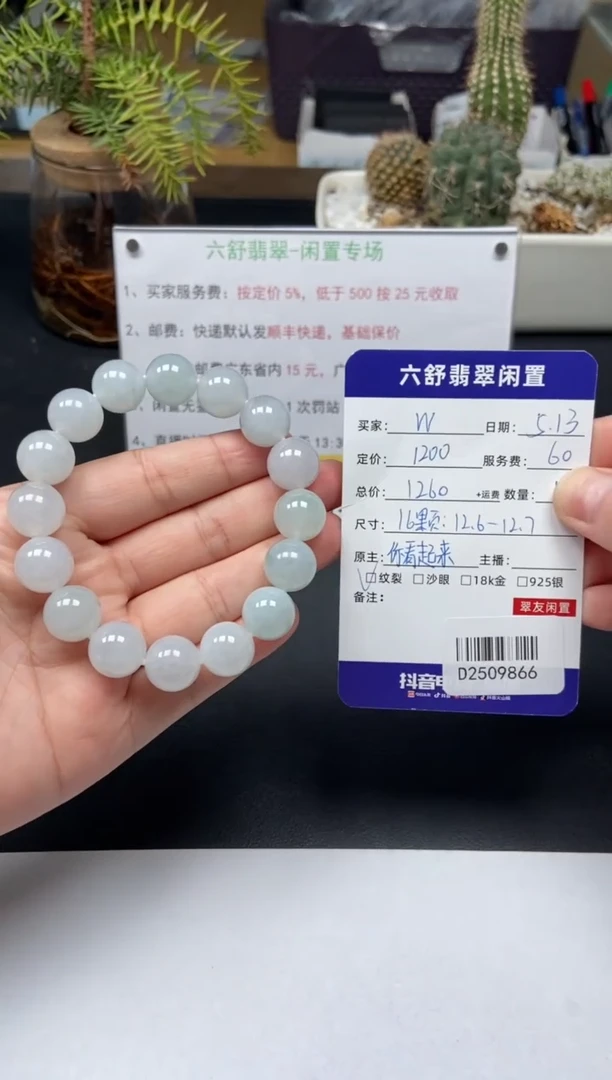 六舒翡翠-闲置专场
1、买家服务费：按定价5%，低于500按25元收取
2、邮费：快递默认发顺丰快递，基础保价
省内15元，广
次罚站
4、直播
13:3
六舒翡翠闲置
买家：W 日期：5.13
定价：1200 服务费：60
总价：1260 +运费 数量：
尺寸：16颗：12.6-12.7
原主：你看起来 主播：
☑纹裂 □沙眼 □18k金 □925银
备注：
翠友闲置
D2509866
抖音电